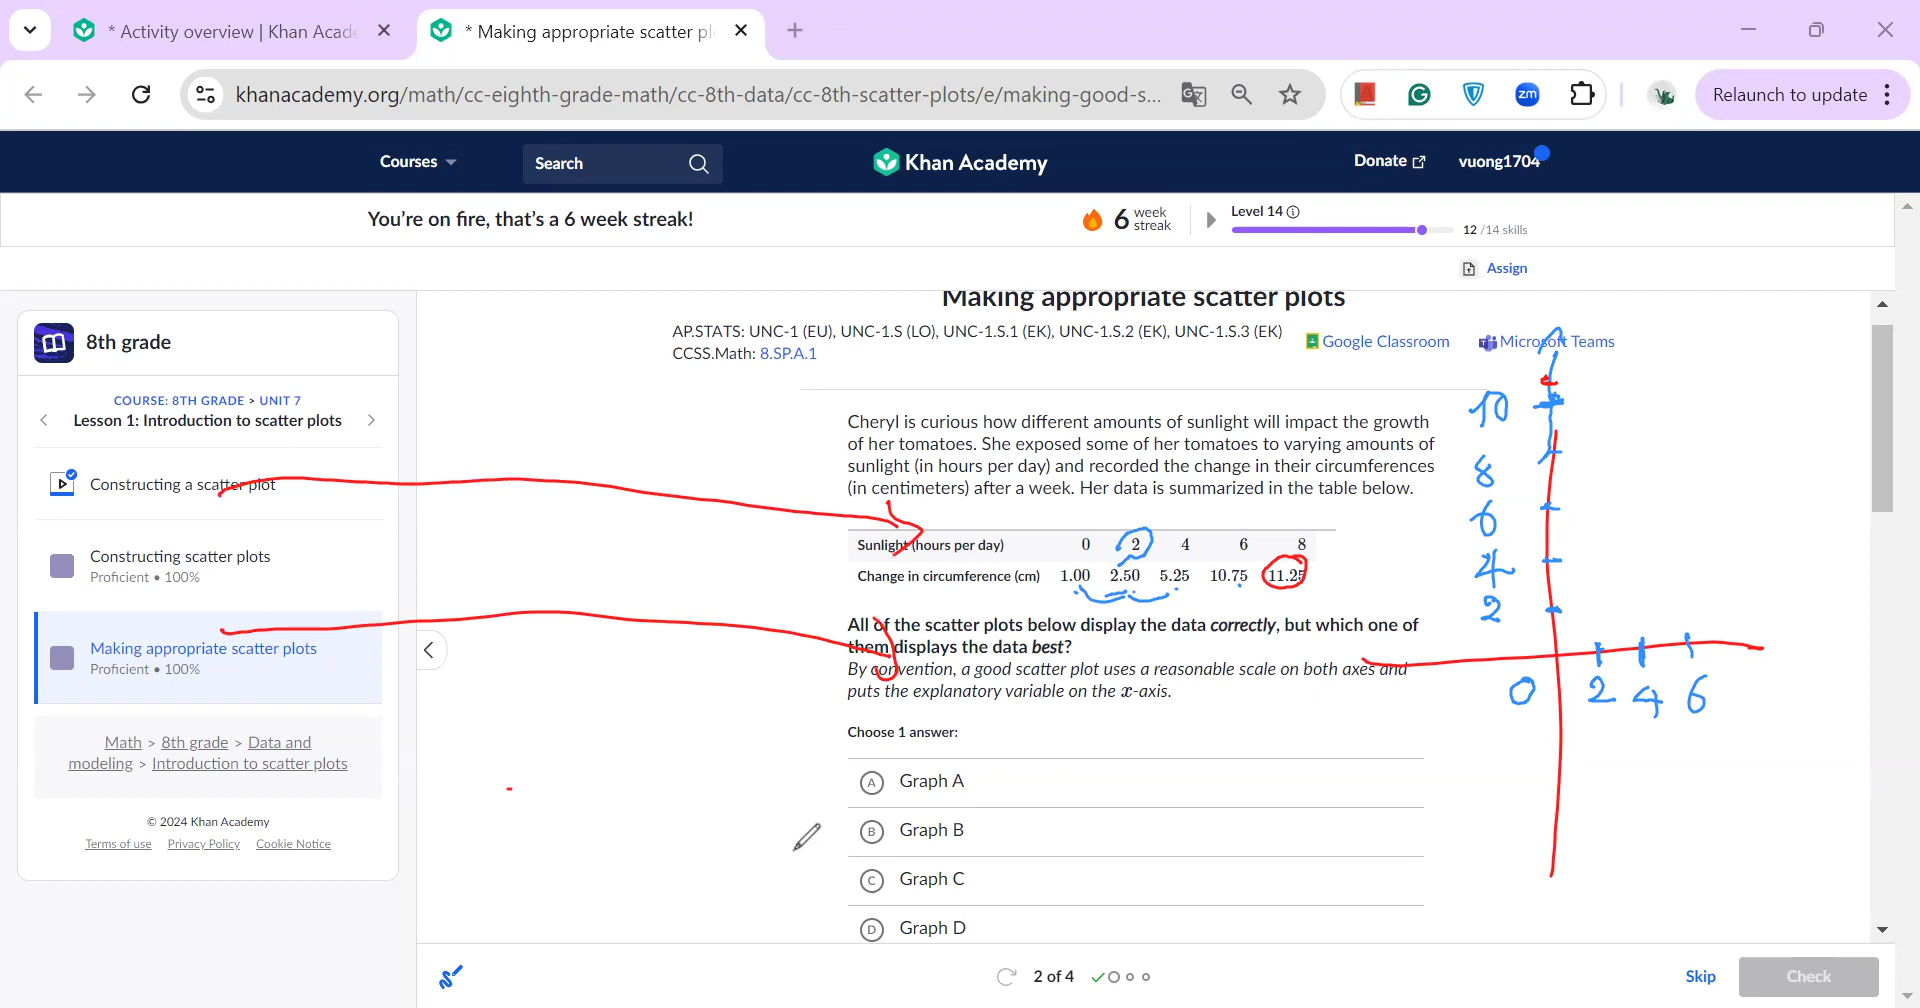 * Activity overview | Khan Acade
* Making appropriate scatter pl
khanacademy.org/math/cc-eighth-grade-math/cc-8th-data/cc-8th-scatter-plots/e/making-good-s...
zm
Relaunch to update
Courses
Search
Khan Academy
Donate
vuong1704
You're on fire, that's a 6 week streak!
6 week streak
Level 14
12 /14 skills
Assign
8th grade
COURSE: 8TH GRADE > UNIT 7
Lesson 1: Introduction to scatter plots
Constructing a scatter plot
Constructing scatter plots
Proficient • 100%
Making appropriate scatter plots
Proficient • 100%
Math > 8th grade > Data and
modeling > Introduction to scatter plots
© 2024 Khan Academy
Terms of use Privacy Policy Cookie Notice
Making appropriate scatter plots
AP.STATS: UNC-1 (EU), UNC-1.S (LO), UNC-1.S.1 (EK), UNC-1.S.2 (EK), UNC-1.S.3 (EK)
CCSS.Math: 8.SP.A.1
Google Classroom
Microsoft Teams
Cheryl is curious how different amounts of sunlight will impact the growth
of her tomatoes. She exposed some of her tomatoes to varying amounts of
sunlight (in hours per day) and recorded the change in their circumferences
(in centimeters) after a week. Her data is summarized in the table below.
Sunlight (hours per day) 0 2 4 6 8
Change in circumference (cm) 1.00 2.50 5.25 10.75 11.25
All of the scatter plots below display the data correctly, but which one of
them displays the data best?
By convention, a good scatter plot uses a reasonable scale on both axes and
puts the explanatory variable on the x-axis.
Choose 1 answer:
A Graph A
B Graph B
C Graph C
D Graph D
10
8
6
4
2
0 2 4 6
2 of 4
Skip
Check